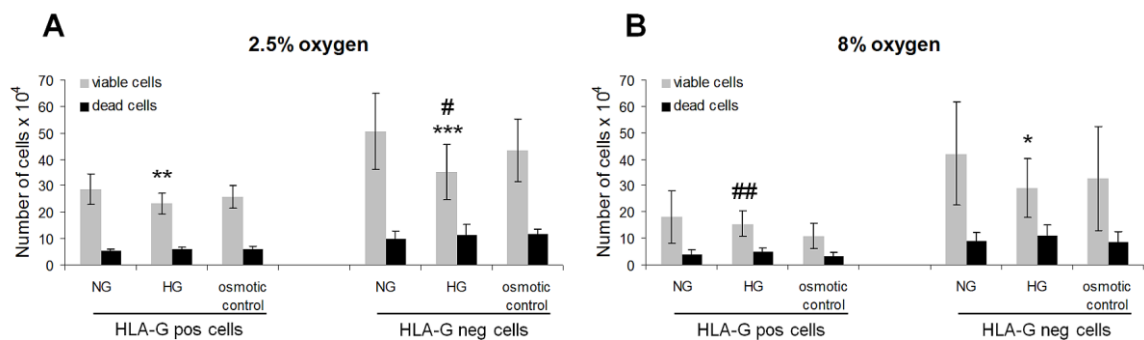 A
2.5% oxygen
Number of cells x 10⁴
70
60
50
40
30
20
10
0
viable cells
dead cells
**
#
***
NG
HG
osmotic
control
NG
HG
osmotic
control
HLA-G pos cells
HLA-G neg cells
B
8% oxygen
Number of cells x 10⁴
70
60
50
40
30
20
10
0
viable cells
dead cells
##
*
NG
HG
osmotic
control
NG
HG
osmotic
control
HLA-G pos cells
HLA-G neg cells